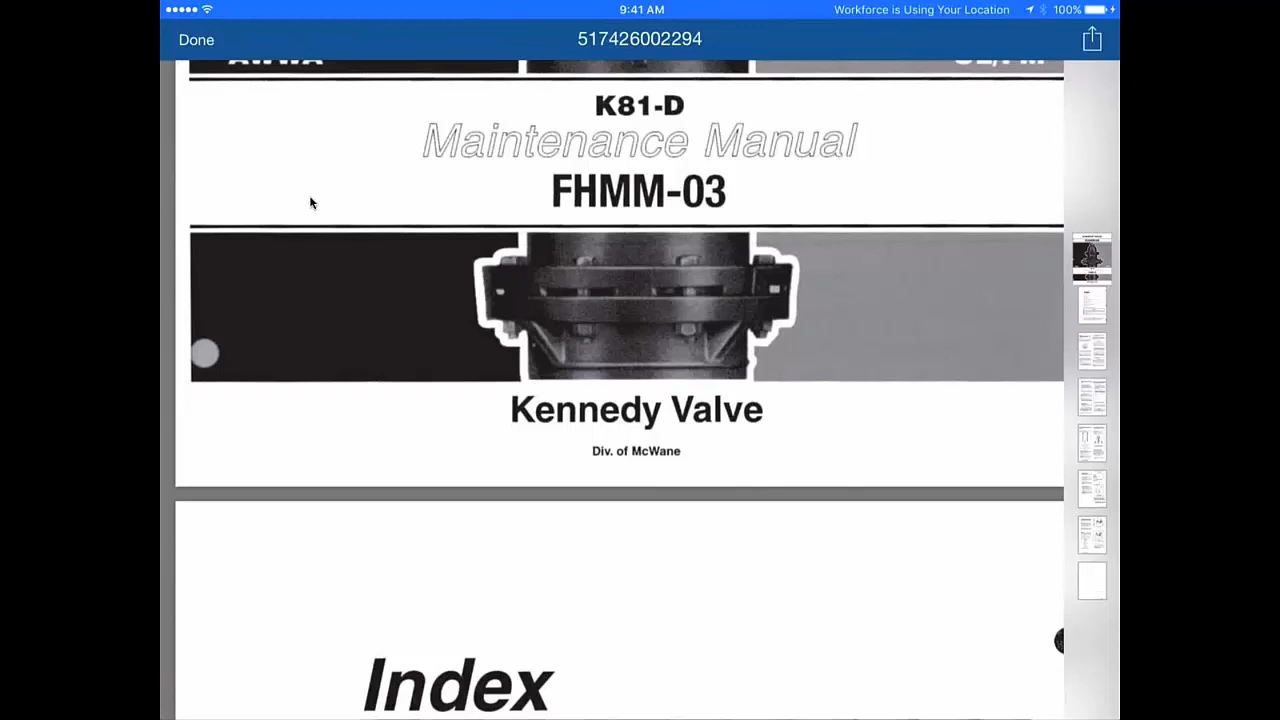 9:41 AM
Workforce is Using Your Location
100%
Done
517426002294
K81-D
Maintenance Manual
FHMM-03
Kennedy Valve
Div. of McWane
Index